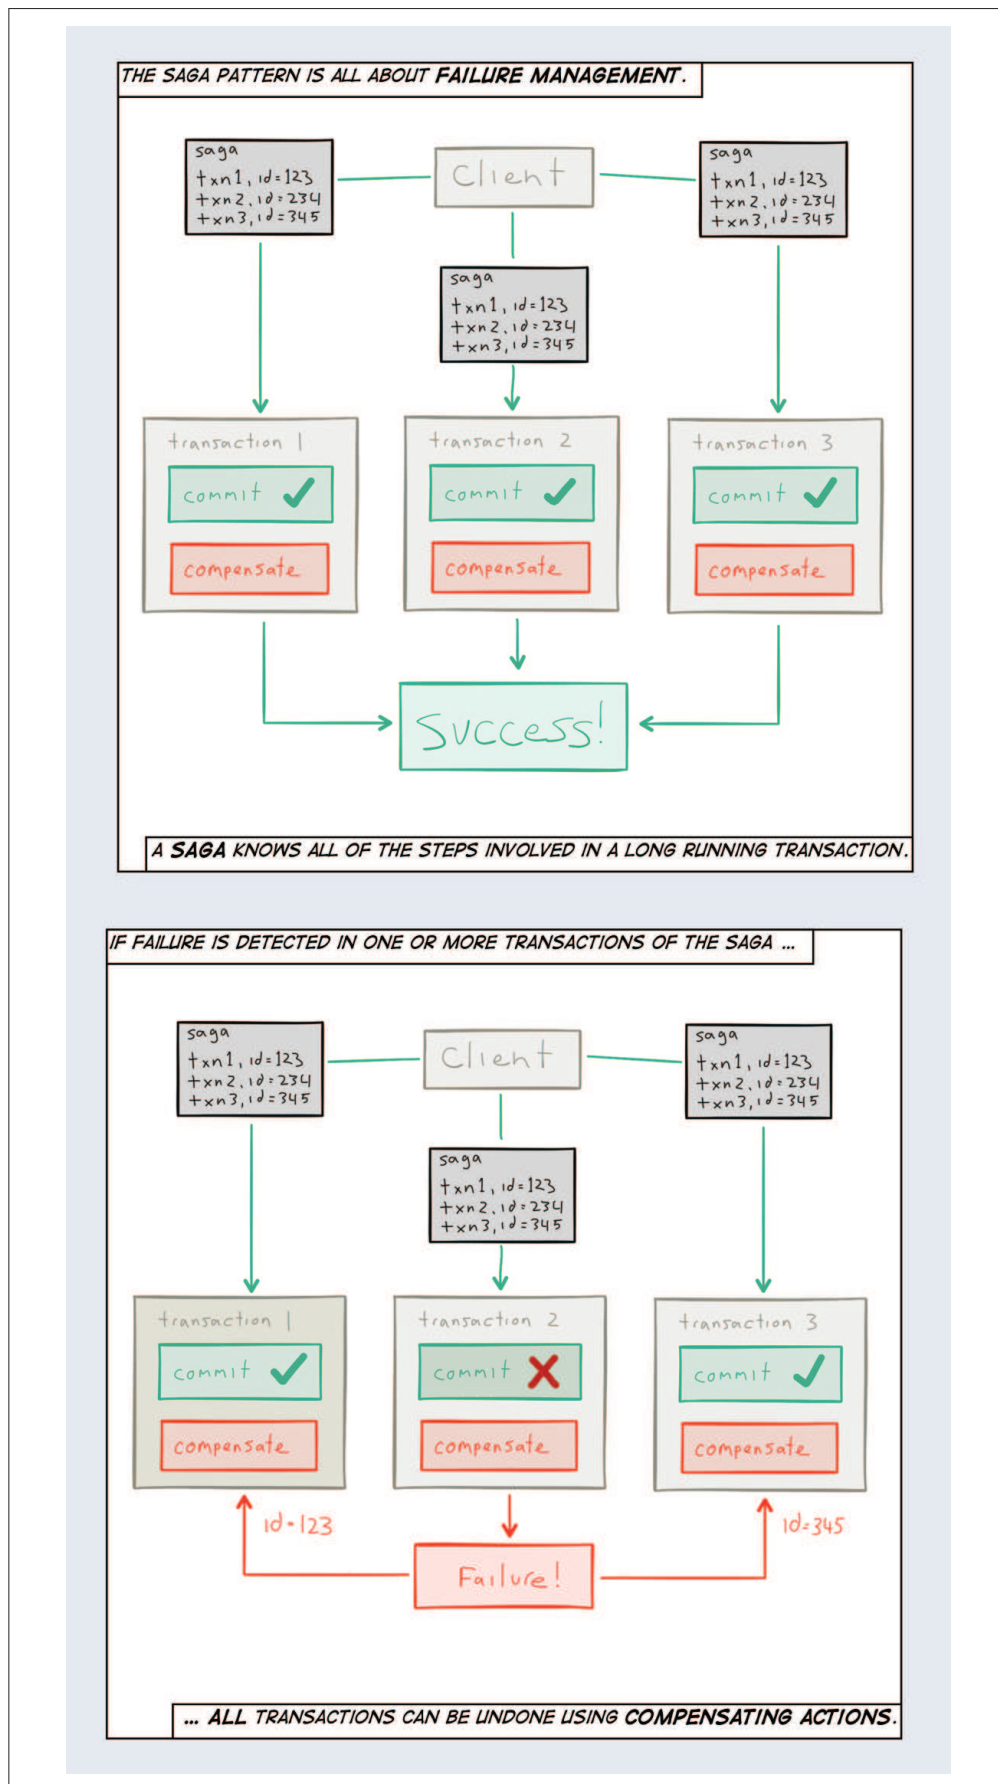 THE SAGA PATTERN IS ALL ABOUT FAILURE MANAGEMENT.
saga
txn1, id=123
txn2, id=234
txn3, id=345
Client
saga
txn1, id=123
txn2, id=234
txn3, id=345
saga
txn1, id=123
txn2, id=234
txn3, id=345
transaction 1
commit
compensate
transaction 2
commit
compensate
transaction 3
commit
compensate
Success!
A SAGA KNOWS ALL OF THE STEPS INVOLVED IN A LONG RUNNING TRANSACTION.
IF FAILURE IS DETECTED IN ONE OR MORE TRANSACTIONS OF THE SAGA ...
saga
txn1, id=123
txn2, id=234
txn3, id=345
Client
saga
txn1, id=123
txn2, id=234
txn3, id=345
saga
txn1, id=123
txn2, id=234
txn3, id=345
transaction 1
commit
compensate
transaction 2
commit
compensate
transaction 3
commit
compensate
id=123
Failure!
id=345
... ALL TRANSACTIONS CAN BE UNDONE USING COMPENSATING ACTIONS.